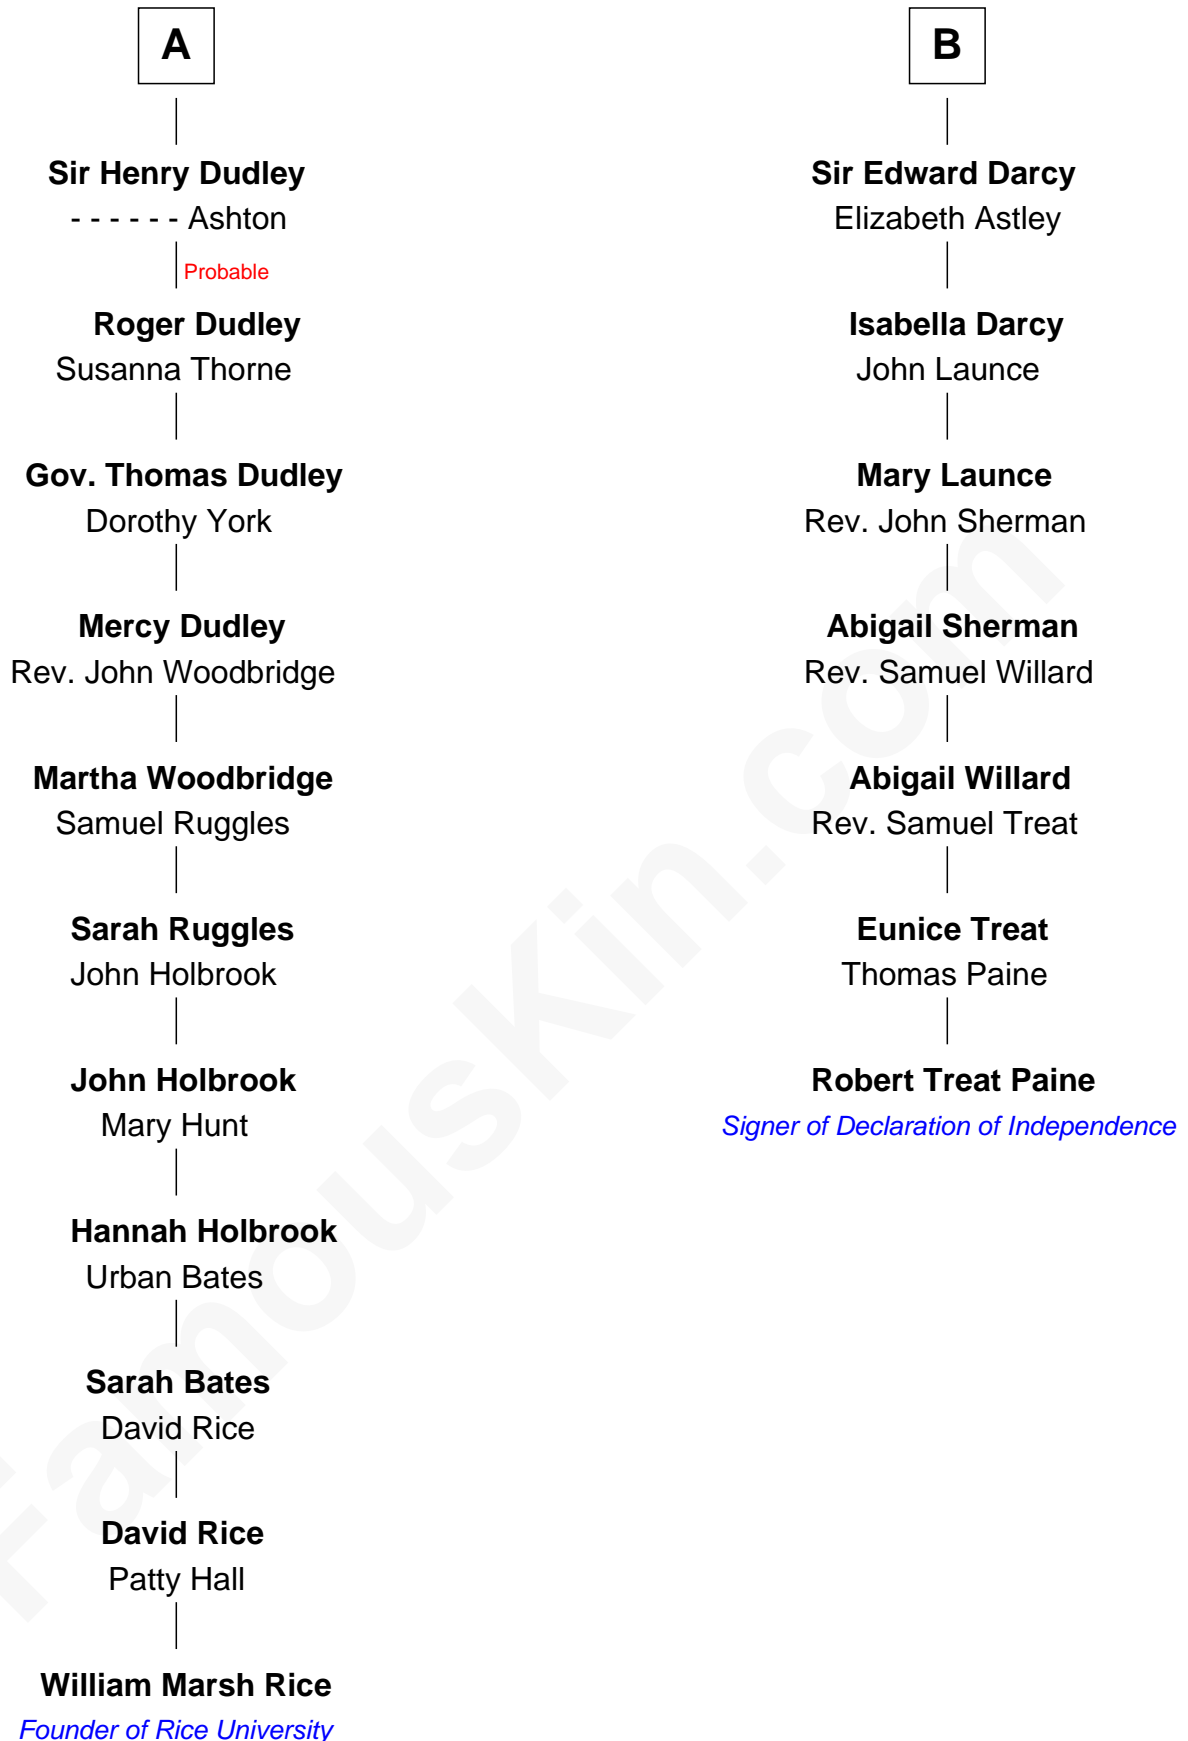 A
Sir Henry Dudley
- - - - - - Ashton
Probable
Roger Dudley
Susanna Thorne
Gov. Thomas Dudley
Dorothy York
Mercy Dudley
Rev. John Woodbridge
Martha Woodbridge
Samuel Ruggles
Sarah Ruggles
John Holbrook
John Holbrook
Mary Hunt
Hannah Holbrook
Urban Bates
Sarah Bates
David Rice
David Rice
Patty Hall
William Marsh Rice
Founder of Rice University
B
Sir Edward Darcy
Elizabeth Astley
Isabella Darcy
John Launce
Mary Launce
Rev. John Sherman
Abigail Sherman
Rev. Samuel Willard
Abigail Willard
Rev. Samuel Treat
Eunice Treat
Thomas Paine
Robert Treat Paine
Signer of Declaration of Independence
FamousKin.com